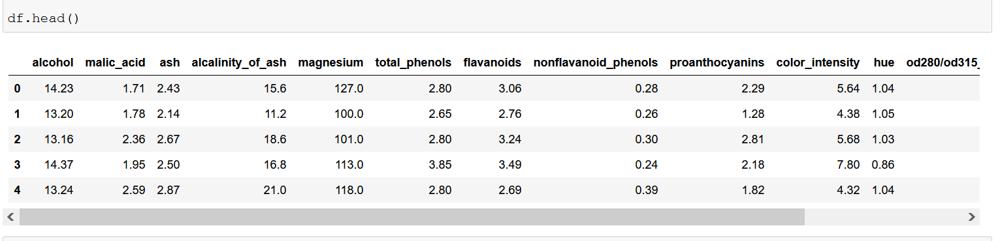 df.head()
alcohol malic_acid ash alcalinity_of_ash magnesium total_phenols flavanoids nonflavanoid_phenols proanthocyanins color_intensity hue od280/od315_
0 14.23 1.71 2.43 15.6 127.0 2.80 3.06 0.28 2.29 5.64 1.04
1 13.20 1.78 2.14 11.2 100.0 2.65 2.76 0.26 1.28 4.38 1.05
2 13.16 2.36 2.67 18.6 101.0 2.80 3.24 0.30 2.81 5.68 1.03
3 14.37 1.95 2.50 16.8 113.0 3.85 3.49 0.24 2.18 7.80 0.86
4 13.24 2.59 2.87 21.0 118.0 2.80 2.69 0.39 1.82 4.32 1.04